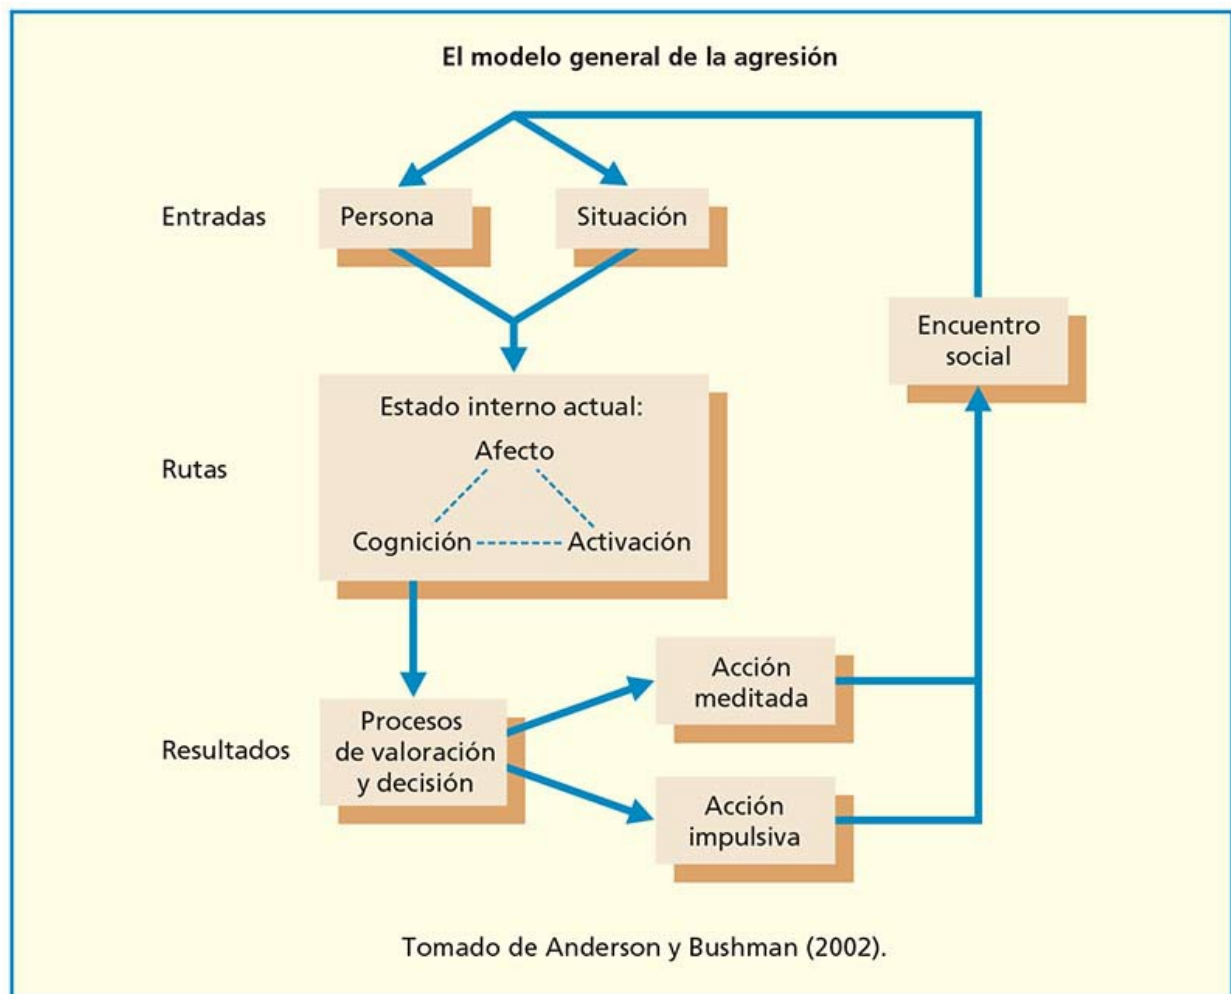 El modelo general de la agresión
Entradas
Persona
Situación
Encuentro
social
Rutas
Estado interno actual:
Afecto
Cognición
Activación
Resultados
Procesos
de valoración
y decisión
Acción
meditada
Acción
impulsiva
Tomado de Anderson y Bushman (2002).